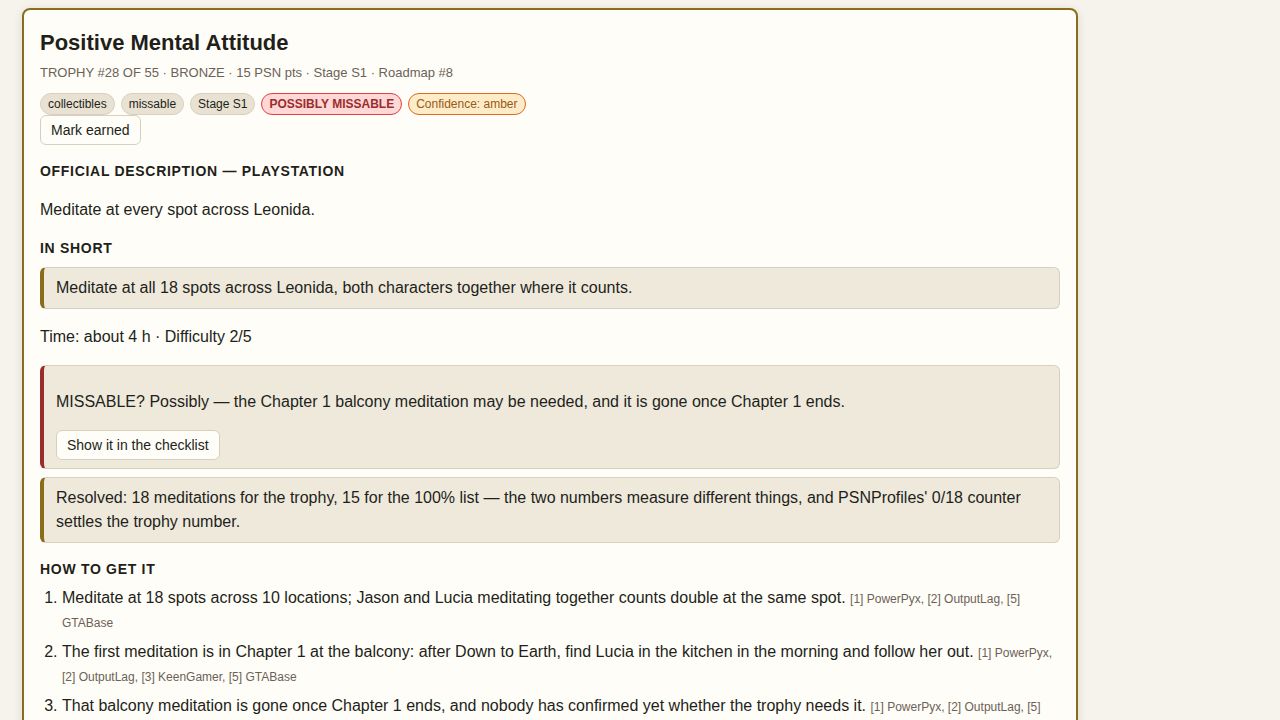 Positive Mental Attitude
TROPHY #28 OF 55 · BRONZE · 15 PSN pts · Stage S1 · Roadmap #8
collectibles missable Stage S1 POSSIBLY MISSABLE Confidence: amber
Mark earned
OFFICIAL DESCRIPTION — PLAYSTATION
Meditate at every spot across Leonida.
IN SHORT
Meditate at all 18 spots across Leonida, both characters together where it counts.
Time: about 4 h · Difficulty 2/5
MISSABLE? Possibly — the Chapter 1 balcony meditation may be needed, and it is gone once Chapter 1 ends.
Show it in the checklist
Resolved: 18 meditations for the trophy, 15 for the 100% list — the two numbers measure different things, and PSNProfiles' 0/18 counter
settles the trophy number.
HOW TO GET IT
1. Meditate at 18 spots across 10 locations; Jason and Lucia meditating together counts double at the same spot. [1] PowerPyx, [2] OutputLag, [5]
GTABase
2. The first meditation is in Chapter 1 at the balcony: after Down to Earth, find Lucia in the kitchen in the morning and follow her out. [1] PowerPyx,
[2] OutputLag, [3] KeenGamer, [5] GTABase
3. That balcony meditation is gone once Chapter 1 ends, and nobody has confirmed yet whether the trophy needs it. [1] PowerPyx, [2] OutputLag, [5]